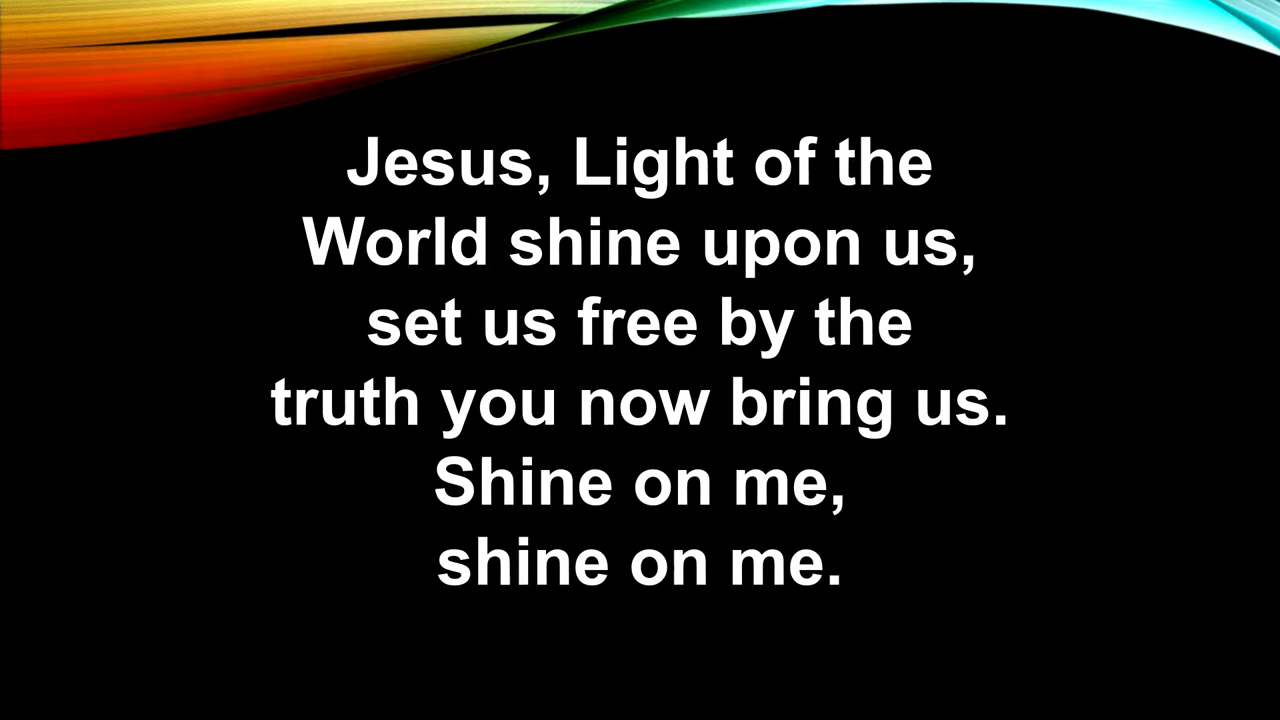 Jesus, Light of the
World shine upon us,
set us free by the
truth you now bring us.
Shine on me,
shine on me.